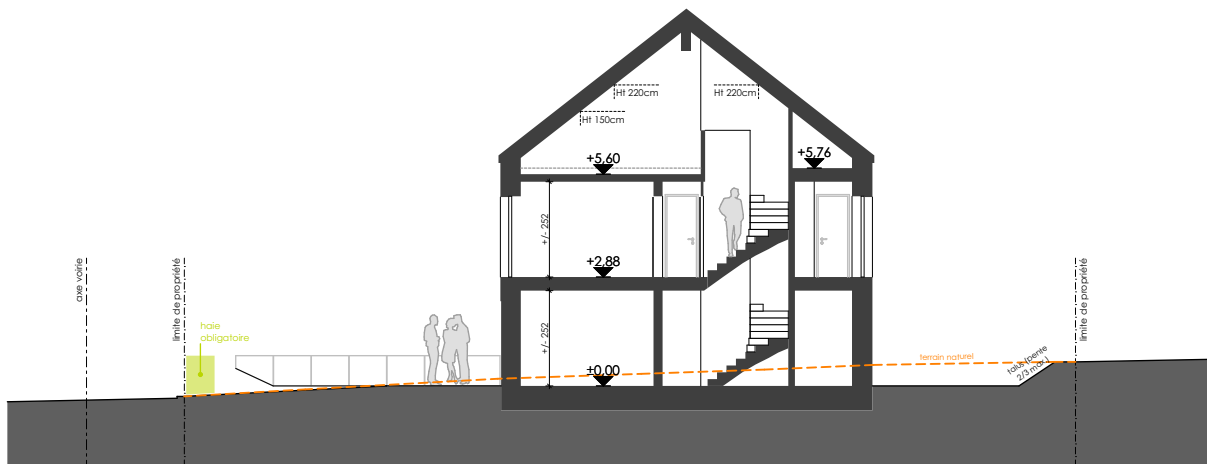 Ht 220cm
Ht 220cm
Ht 150cm
+5,60
+5,76
+/- 252
+2,88
axe voirie
limite de propriété
haie
obligatoire
+/- 252
+0,00
terrain naturel
talus (pente
2/3 max.)
limite de propriété